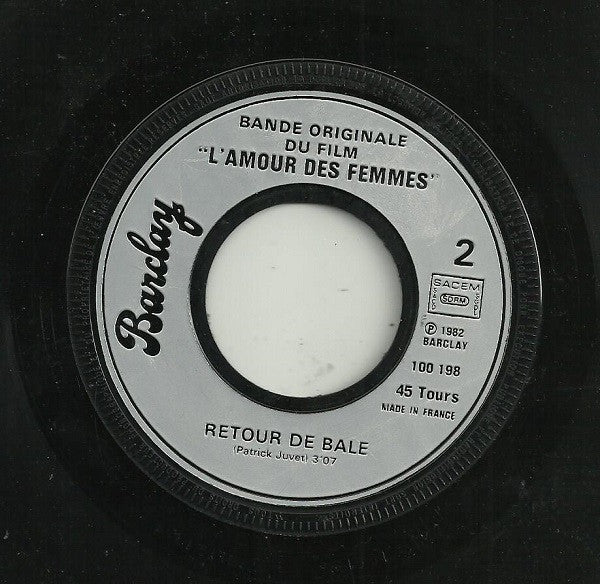 BANDE ORIGINALE
DU FILM
"L'AMOUR DES FEMMES"
Barclay
2
SACEM
SDRM
℗ 1982
BARCLAY
100 198
45 Tours
MADE IN FRANCE
RETOUR DE BALE
(Patrick Juvet) 3'07